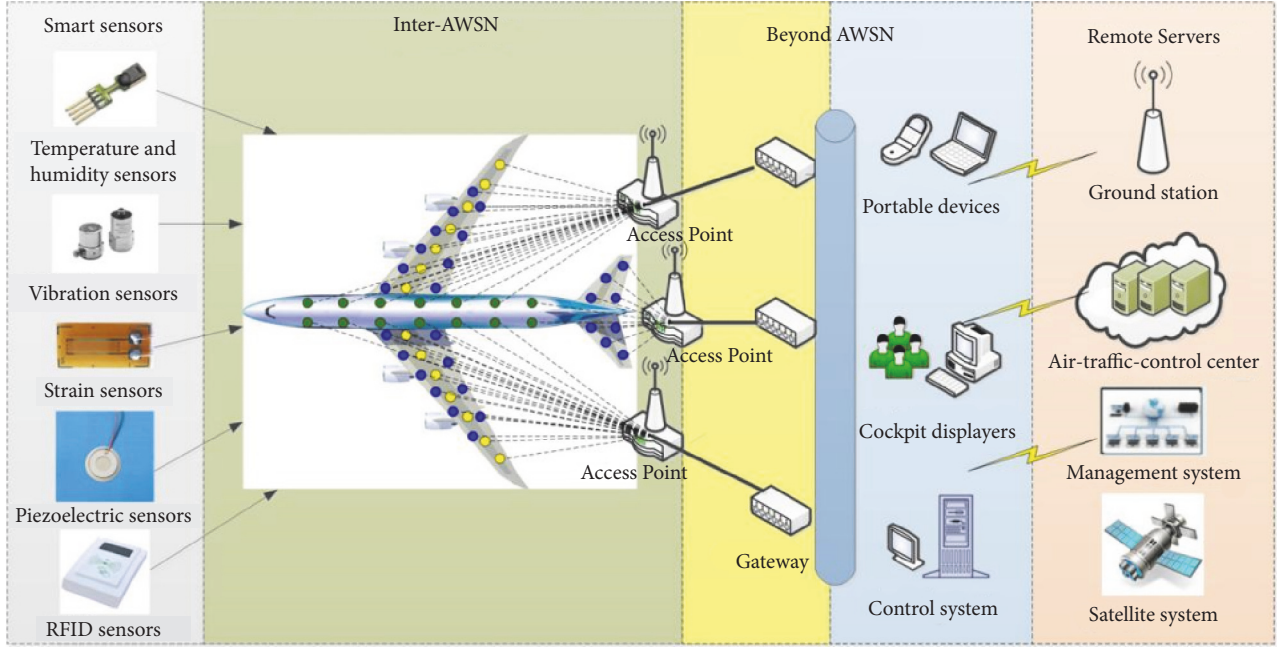 Smart sensors
Temperature and
humidity sensors
Vibration sensors
Strain sensors
Piezoelectric sensors
RFID sensors
Inter-AWSN
Access Point
Access Point
Access Point
Beyond AWSN
Gateway
Portable devices
Cockpit displayers
Control system
Remote Servers
Ground station
Air-traffic-control center
Management system
Satellite system